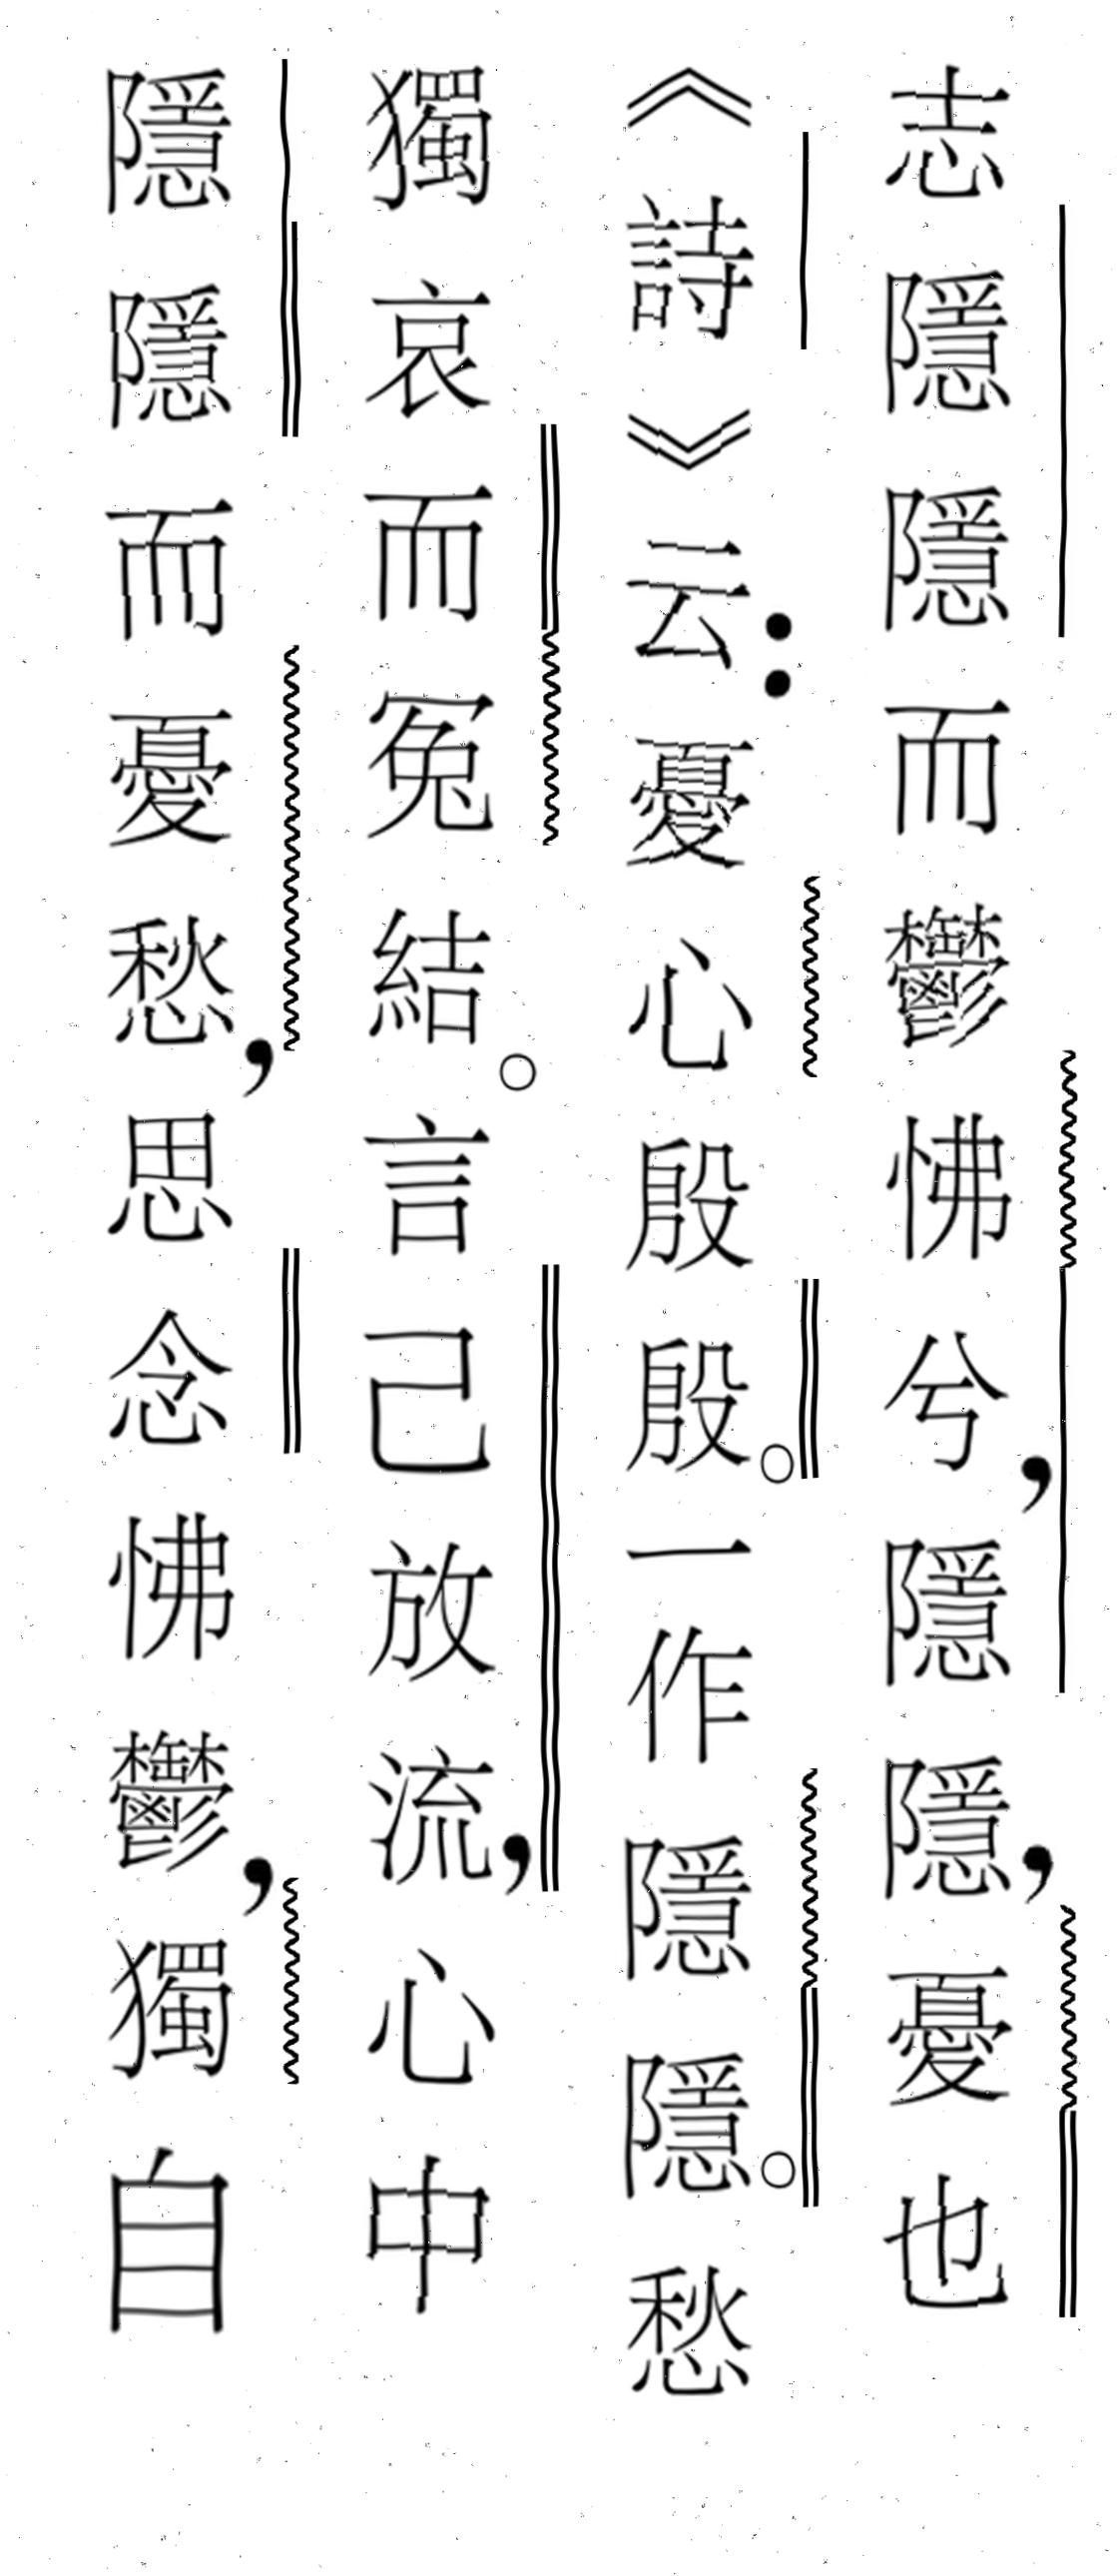 志隱隱而鬱怫兮，隱隱，憂也
《詩》云：憂心殷殷。一作隱隱。愁
獨哀而冤結。言己放流，心中
隱隱而憂愁，思念怫鬱，獨自